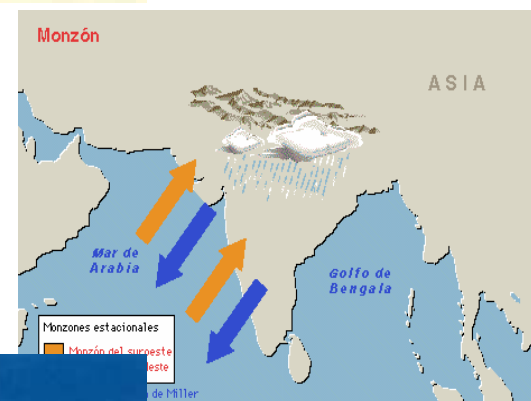 Monzón
ASIA
Mar de
Arabia
Golfo de
Bengala
Monzones estacionales
Monzón del suroeste
de Miller